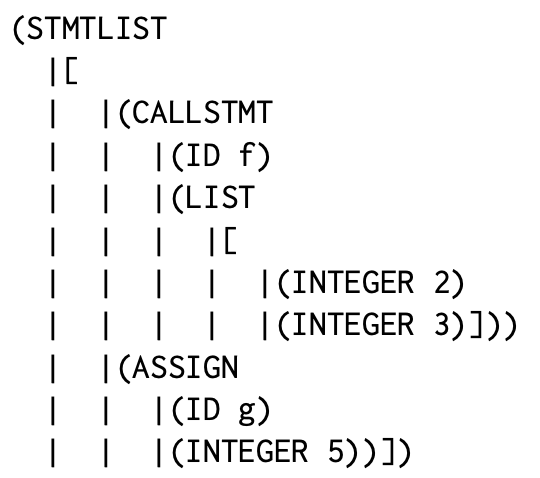 (STMTLIST
  |[
  |  |(CALLSTMT
  |  |  |(ID f)
  |  |  |(LIST
  |  |  |  |[
  |  |  |  |  |(INTEGER 2)
  |  |  |  |  |(INTEGER 3)]))
  |  |(ASSIGN
  |  |  |(ID g)
  |  |  |(INTEGER 5))])